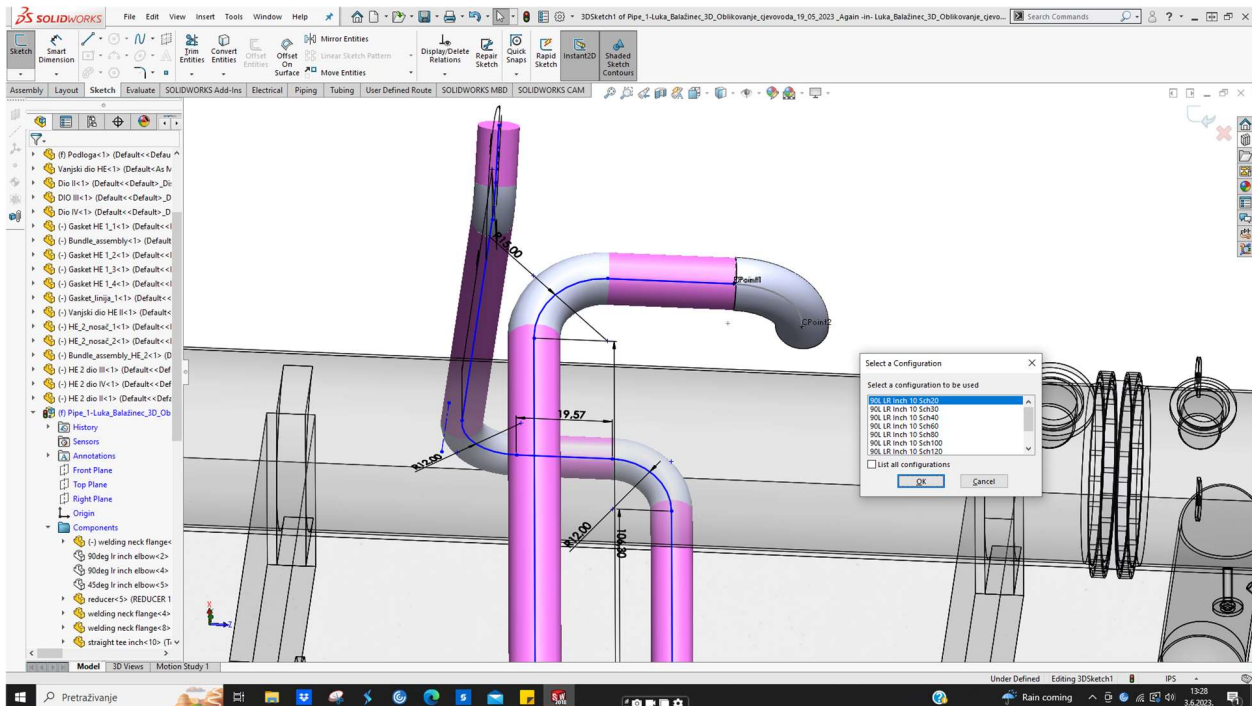 SOLIDWORKS File Edit View Insert Tools Window Help 3DSketch1 of Pipe_1-Luka_Balažinec_3D_Oblikovanje_cjevovoda_19_05_2023 _Again -in- Luka_Balažinec_3D_Oblikovanje_cjevo... Search Commands
Sketch Smart Dimension Trim Entities Convert Entities Offset Entities Offset On Surface Mirror Entities Linear Sketch Pattern Move Entities Display/Delete Relations Repair Sketch Quick Snaps Rapid Sketch Instant2D Shaded Sketch Contours
Assembly Layout Sketch Evaluate SOLIDWORKS Add-Ins Electrical Piping Tubing User Defined Route SOLIDWORKS MBD SOLIDWORKS CAM
(f) Podloga<1> (Default<<Defau
Vanjski dio HE<1> (Default<As M
Dio II<1> (Default<<Default>_Di
DIO III<1> (Default<<Default>_D
Dio IV<1> (Default<<Default>_D
(-) Gasket HE 1_1<1> (Default<<
(-) Bundle_assembly<1> (Default
(-) Gasket HE 1_2<1> (Default<<
(-) Gasket HE 1_3<1> (Default<<
(-) Gasket HE 1_4<1> (Default<<
(-) Gasket_linija_1<1> (Default<<
(-) Vanjski dio HE II<1> (Default<
(-) HE_2_nosač_1<1> (Default<<
(-) HE_2_nosač_2<1> (Default<<
(-) Bundle_assembly_HE_2<1> (D
(-) HE 2 dio III<1> (Default<<Def
(-) HE 2 dio IV<1> (Default<<Def
(-) HE 2 dio II<1> (Default<<Defa
(f) Pipe_1-Luka_Balažinec_3D_Ob
History
Sensors
Annotations
Front Plane
Top Plane
Right Plane
Origin
Components
(-) welding neck flange<
90deg lr inch elbow<2>
90deg lr inch elbow<4>
45deg lr inch elbow<5>
reducer<5> (REDUCER 1
welding neck flange<4>
welding neck flange<8>
straight tee inch<10> (T
R15,00
CPoint1
CPoint2
19,57
R12,00
R12,00
106,30
Select a Configuration
Select a configuration to be used
90L LR Inch 10 Sch20
90L LR Inch 10 Sch30
90L LR Inch 10 Sch40
90L LR Inch 10 Sch60
90L LR Inch 10 Sch80
90L LR Inch 10 Sch100
90L LR Inch 10 Sch120
List all configurations
OK Cancel
X
Z
Model 3D Views Motion Study 1
Under Defined Editing 3DSketch1 IPS
Pretraživanje Rain coming 13:28
3.6.2023.